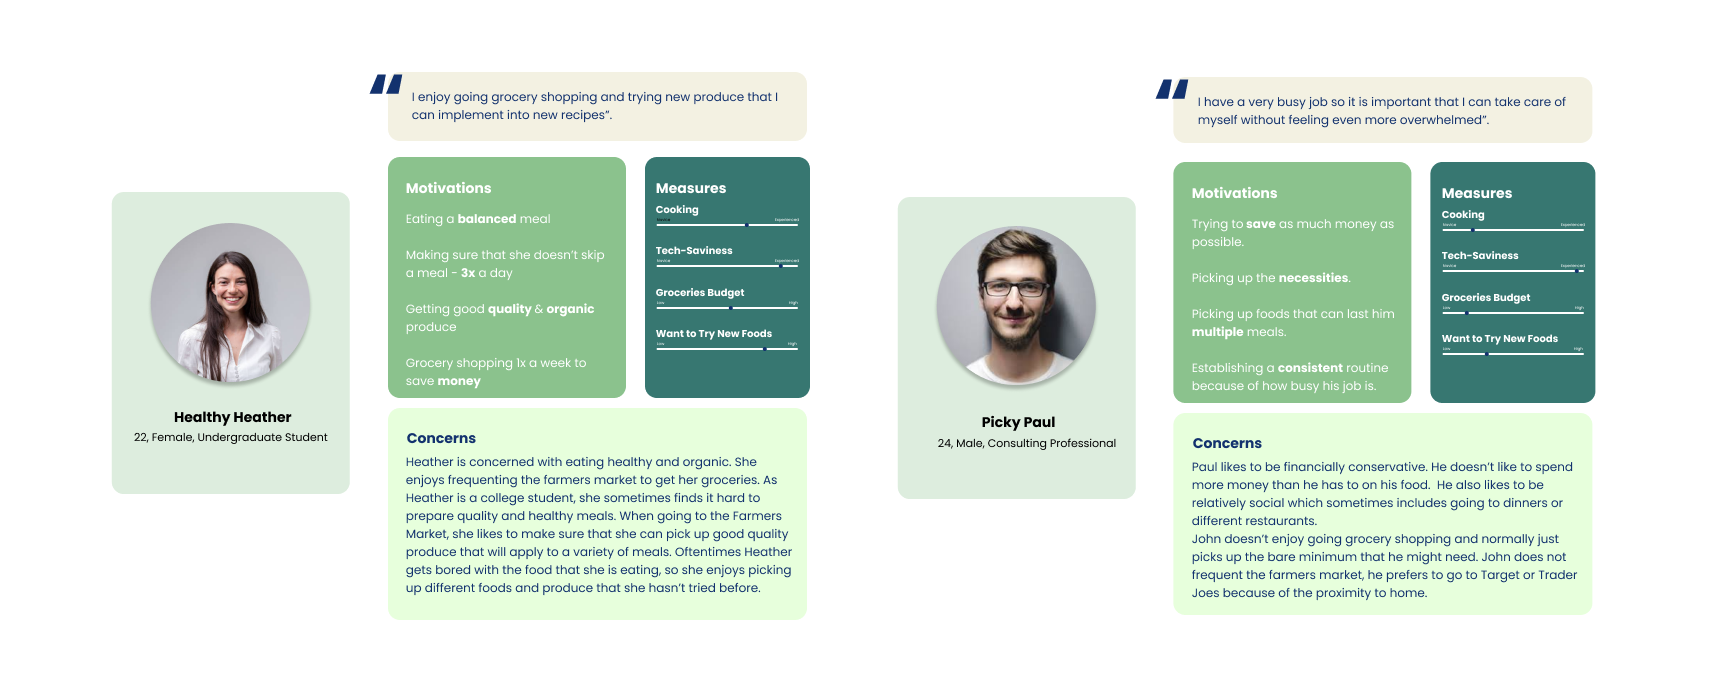 “
I enjoy going grocery shopping and trying new produce that I
can implement into new recipes”.
Motivations
Eating a balanced meal
Making sure that she doesn’t skip
a meal - 3x a day
Getting good quality & organic
produce
Grocery shopping 1x a week to
save money
Measures
Cooking
Novice Experienced
Tech-Saviness
Novice Experienced
Groceries Budget
Low High
Want to Try New Foods
Low High
Healthy Heather
22, Female, Undergraduate Student
Concerns
Heather is concerned with eating healthy and organic. She
enjoys frequenting the farmers market to get her groceries. As
Heather is a college student, she sometimes finds it hard to
prepare quality and healthy meals. When going to the Farmers
Market, she likes to make sure that she can pick up good quality
produce that will apply to a variety of meals. Oftentimes Heather
gets bored with the food that she is eating, so she enjoys picking
up different foods and produce that she hasn’t tried before.
“
I have a very busy job so it is important that I can take care of
myself without feeling even more overwhelmed”.
Motivations
Trying to save as much money as
possible.
Picking up the necessities.
Picking up foods that can last him
multiple meals.
Establishing a consistent routine
because of how busy his job is.
Measures
Cooking
Novice Experienced
Tech-Saviness
Novice Experienced
Groceries Budget
Low High
Want to Try New Foods
Low High
Picky Paul
24, Male, Consulting Professional
Concerns
Paul likes to be financially conservative. He doesn’t like to spend
more money than he has to on his food.  He also likes to be
relatively social which sometimes includes going to dinners or
different restaurants.
John doesn’t enjoy going grocery shopping and normally just
picks up the bare minimum that he might need. John does not
frequent the farmers market, he prefers to go to Target or Trader
Joes because of the proximity to home.